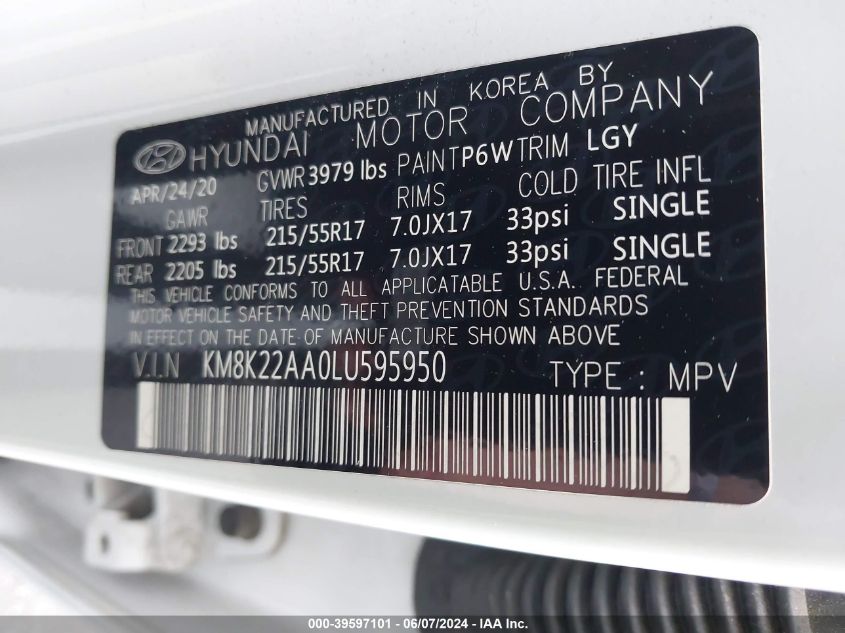 MANUFACTURED IN KOREA BY
HYUNDAI MOTOR COMPANY
APR/24/20 GVWR 3979 lbs PAINT P6W TRIM LGY
GAWR TIRES RIMS COLD TIRE INFL
FRONT 2293 lbs 215/55R17 7.0JX17 33psi SINGLE
REAR 2205 lbs 215/55R17 7.0JX17 33psi SINGLE
THIS VEHICLE CONFORMS TO ALL APPLICATABLE U.S.A. FEDERAL
MOTOR VEHICLE SAFETY AND THEFT PREVENTION STANDARDS
IN EFFECT ON THE DATE OF MANUFACTURE SHOWN ABOVE
V.I.N KM8K22AA0LU595950 TYPE : MPV
000-39597101 - 06/07/2024 - IAA Inc.